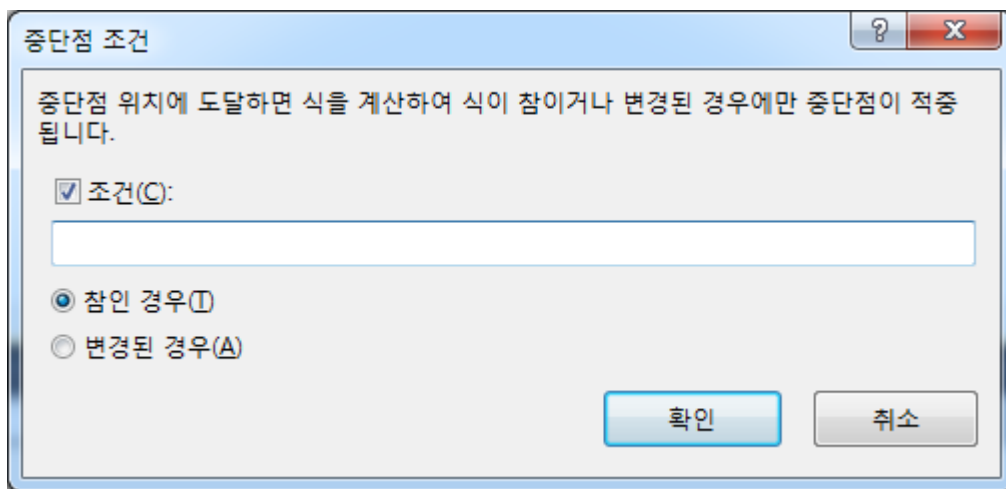 중단점 조건
중단점 위치에 도달하면 식을 계산하여 식이 참이거나 변경된 경우에만 중단점이 적중
됩니다.
조건(C):
참인 경우(T)
변경된 경우(A)
확인 취소